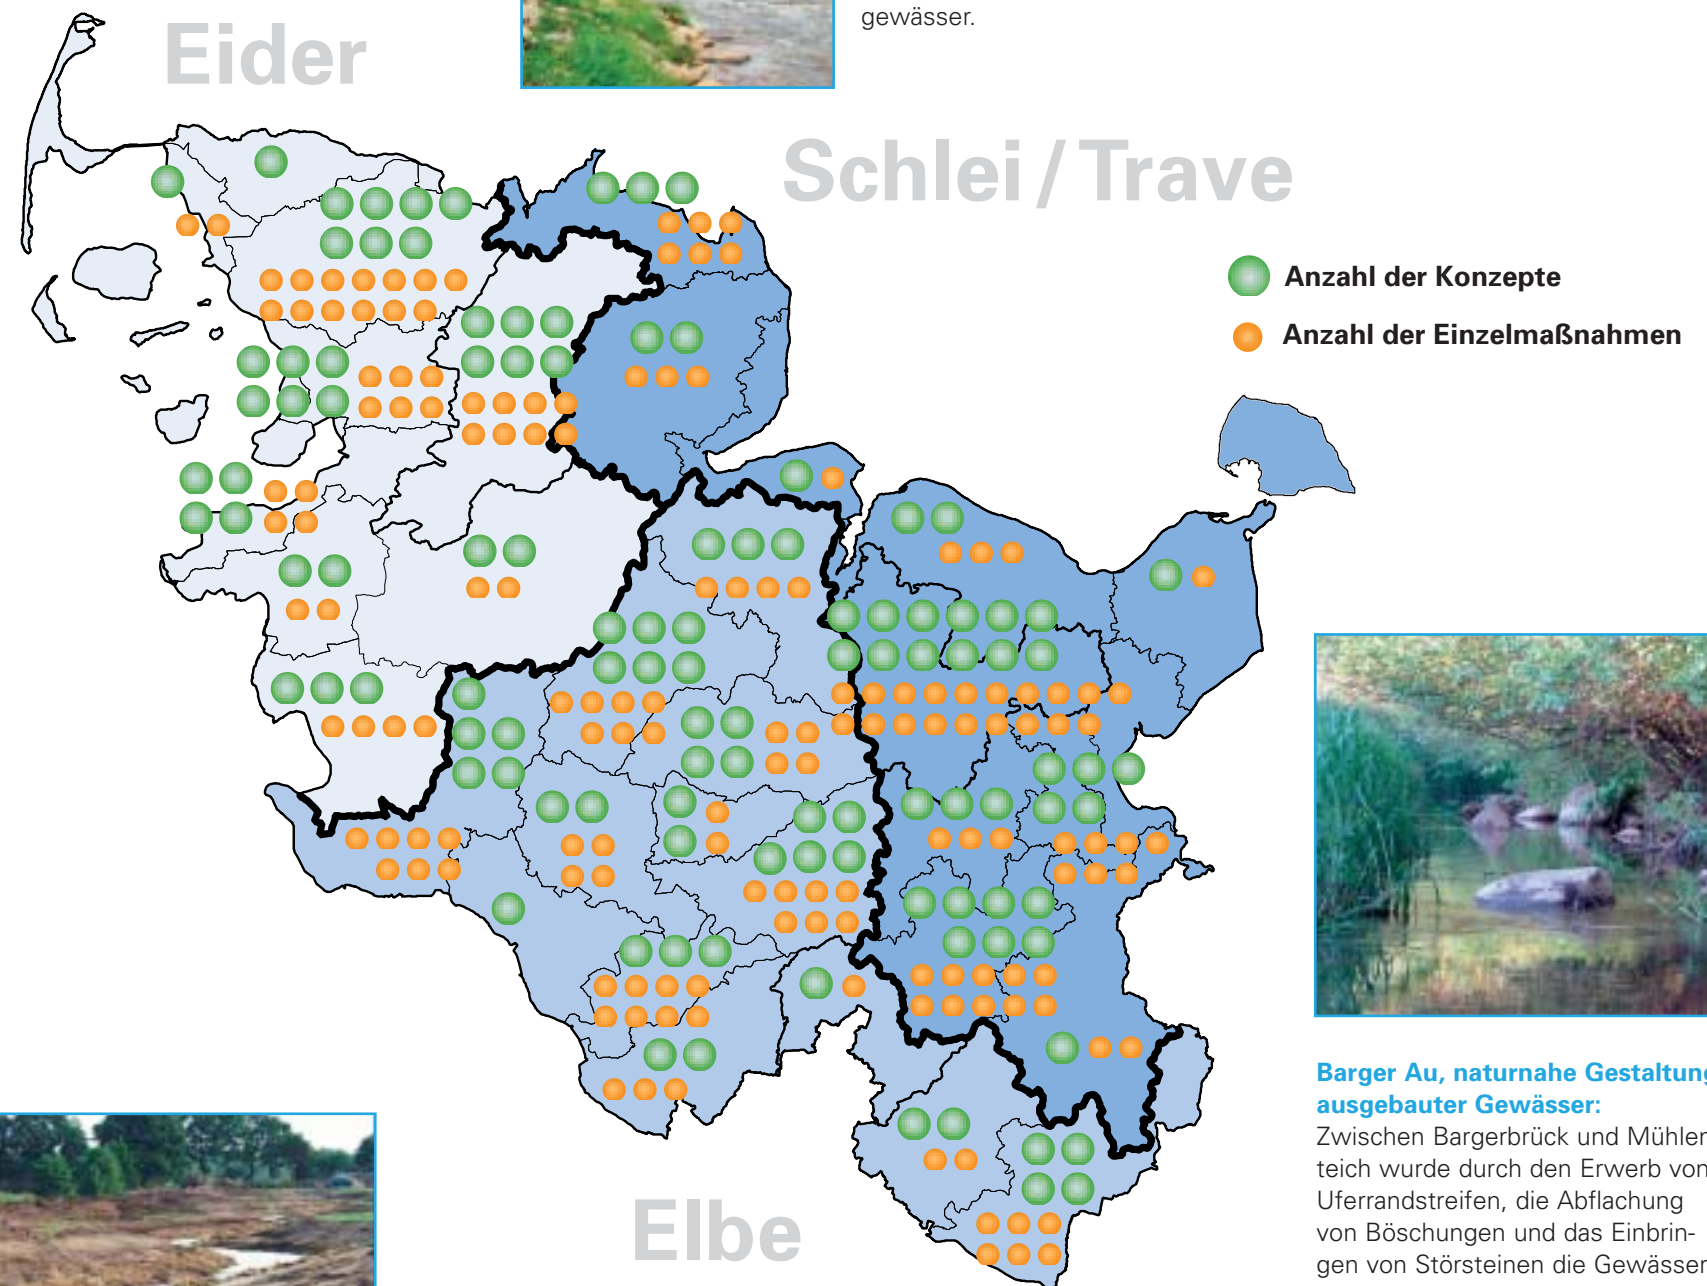 gewässer.
Eider
Schlei / Trave
Anzahl der Konzepte
Anzahl der Einzelmaßnahmen
Barger Au, naturnahe Gestaltung
ausgebauter Gewässer:
Zwischen Bargerbrück und Mühlen
teich wurde durch den Erwerb von
Uferrandstreifen, die Abflachung
von Böschungen und das Einbrin-
gen von Störsteinen die Gewässer
Elbe